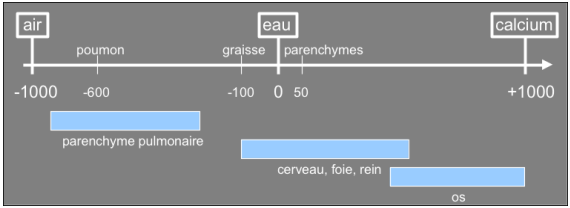 air eau calcium
poumon graisse parenchymes
-1000 -600 -100 0 50 +1000
parenchyme pulmonaire
cerveau, foie, rein
os